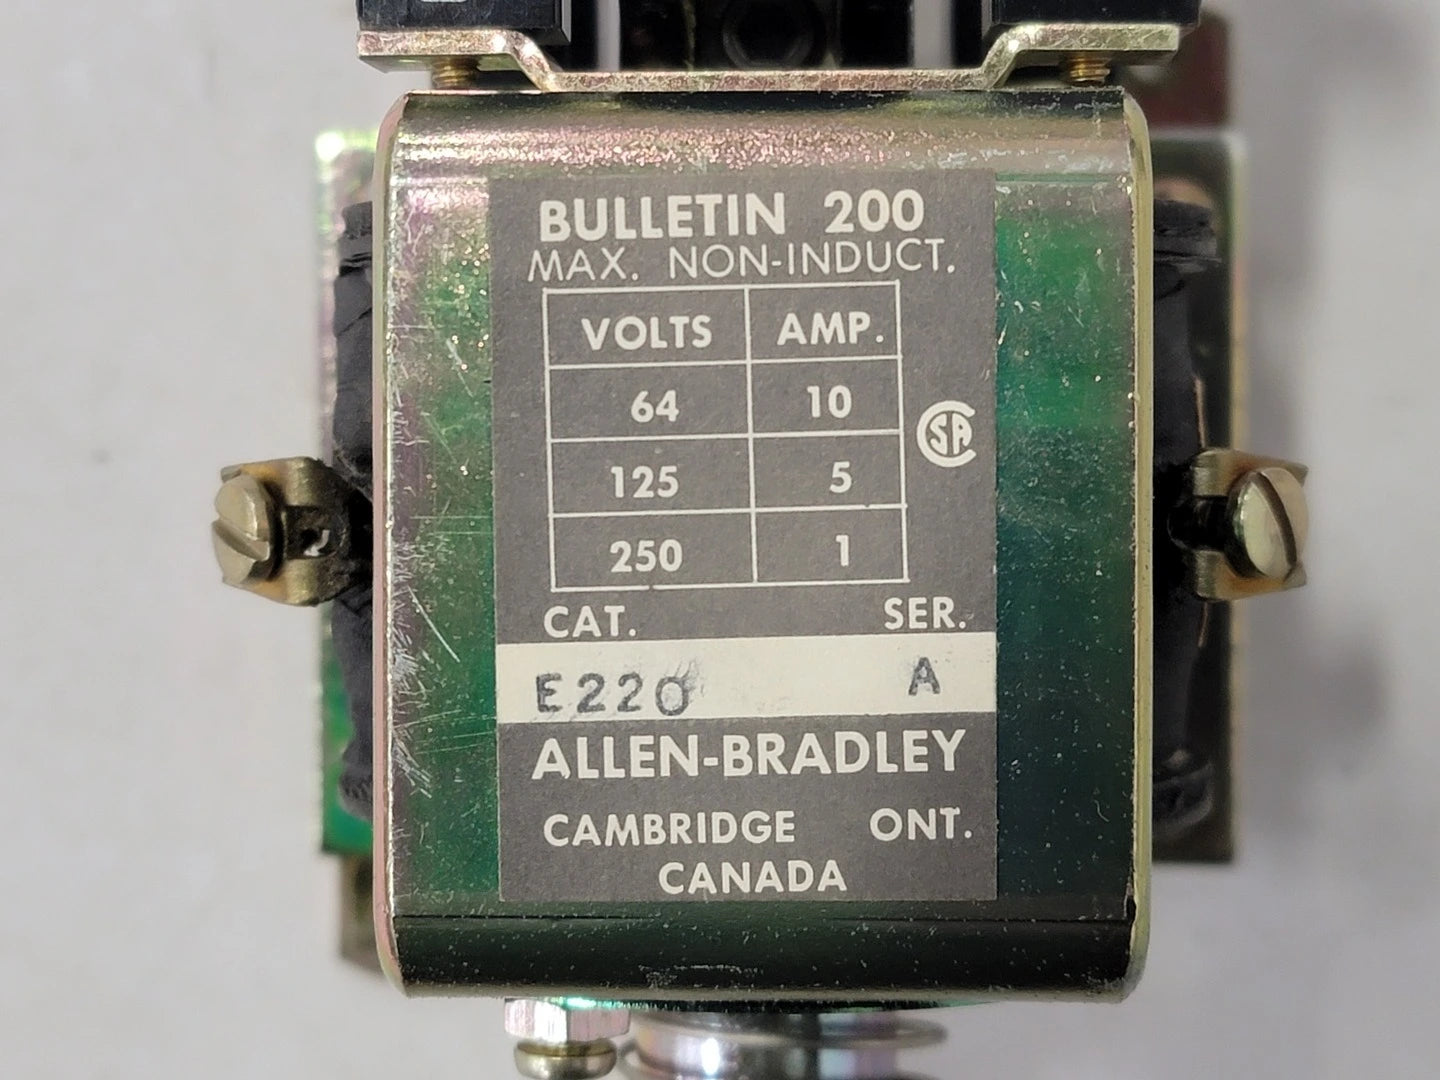 BULLETIN 200
MAX. NON-INDUCT.
VOLTS AMP.
64 10
125 5
250 1
CSA
CAT. SER.
E220 A
ALLEN-BRADLEY
CAMBRIDGE ONT.
CANADA